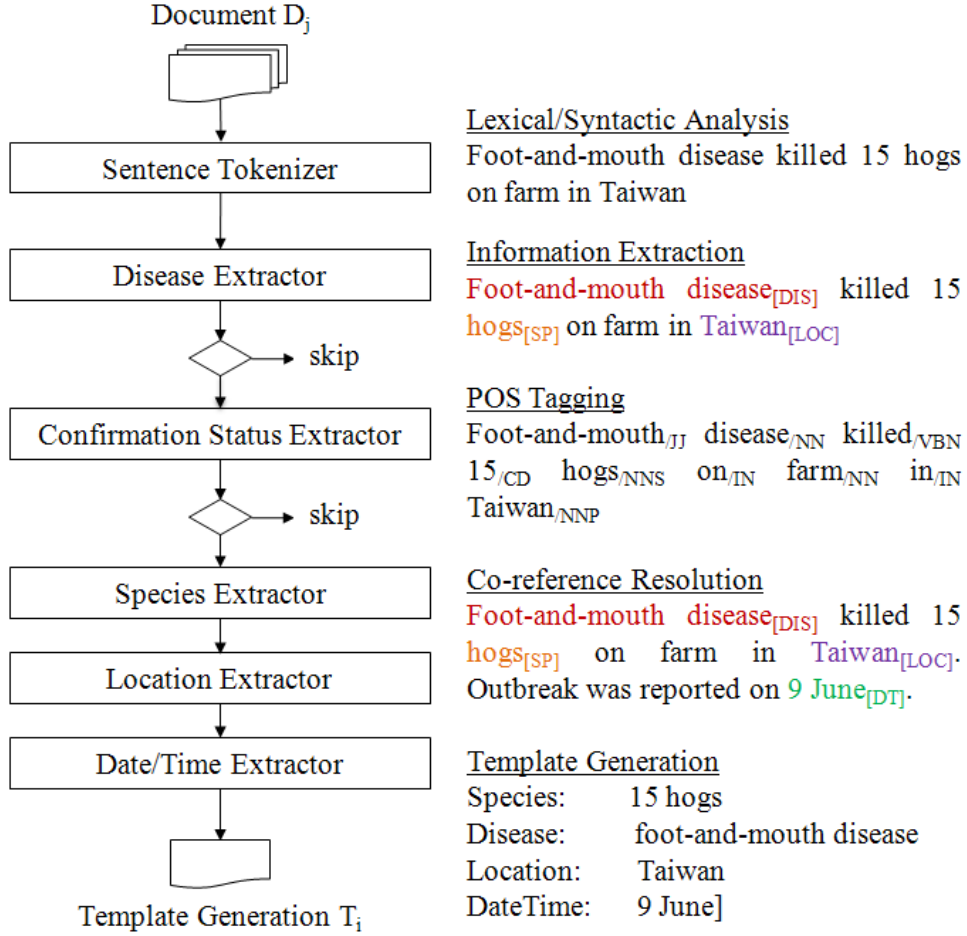 Document Dj
Sentence Tokenizer
Disease Extractor
skip
Confirmation Status Extractor
skip
Species Extractor
Location Extractor
Date/Time Extractor
Template Generation Ti
Lexical/Syntactic Analysis
Foot-and-mouth disease killed 15 hogs
on farm in Taiwan
Information Extraction
Foot-and-mouth disease[DIS] killed 15
hogs[SP] on farm in Taiwan[LOC]
POS Tagging
Foot-and-mouth/JJ disease/NN killed/VBN
15/CD hogs/NNS on/IN farm/NN in/IN
Taiwan/NNP
Co-reference Resolution
Foot-and-mouth disease[DIS] killed 15
hogs[SP] on farm in Taiwan[LOC].
Outbreak was reported on 9 June[DT].
Template Generation
Species: 15 hogs
Disease: foot-and-mouth disease
Location: Taiwan
DateTime: 9 June]